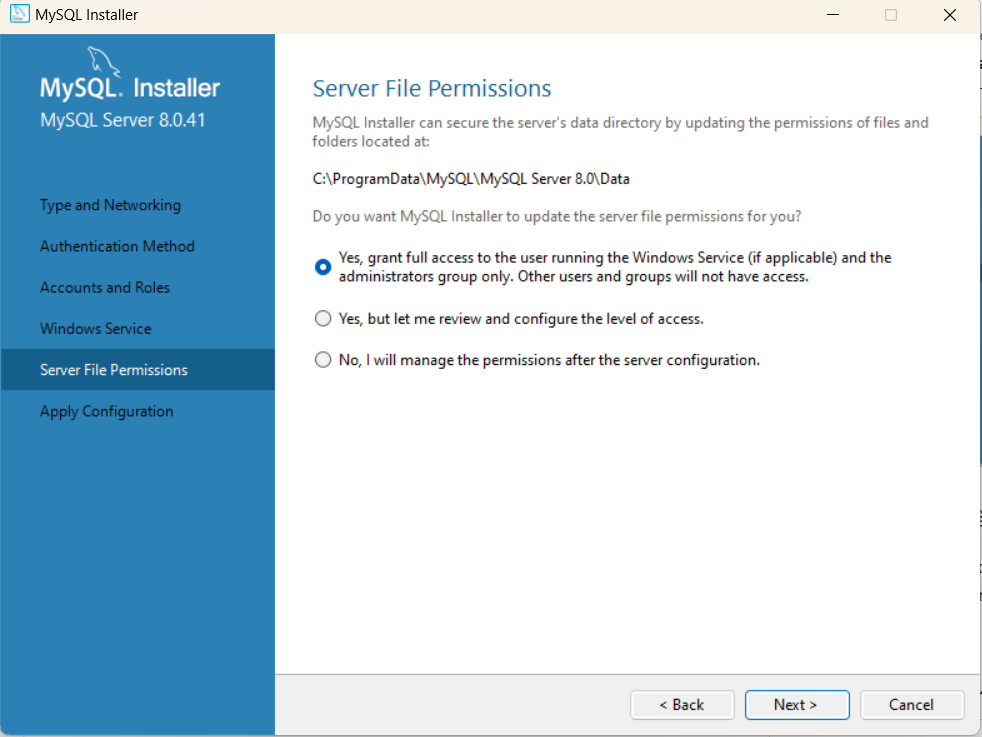 MySQL Installer
MySQL. Installer
MySQL Server 8.0.41
Type and Networking
Authentication Method
Accounts and Roles
Windows Service
Server File Permissions
Apply Configuration
Server File Permissions
MySQL Installer can secure the server's data directory by updating the permissions of files and
folders located at:
C:\ProgramData\MySQL\MySQL Server 8.0\Data
Do you want MySQL Installer to update the server file permissions for you?
Yes, grant full access to the user running the Windows Service (if applicable) and the
administrators group only. Other users and groups will not have access.
Yes, but let me review and configure the level of access.
No, I will manage the permissions after the server configuration.
< Back
Next >
Cancel